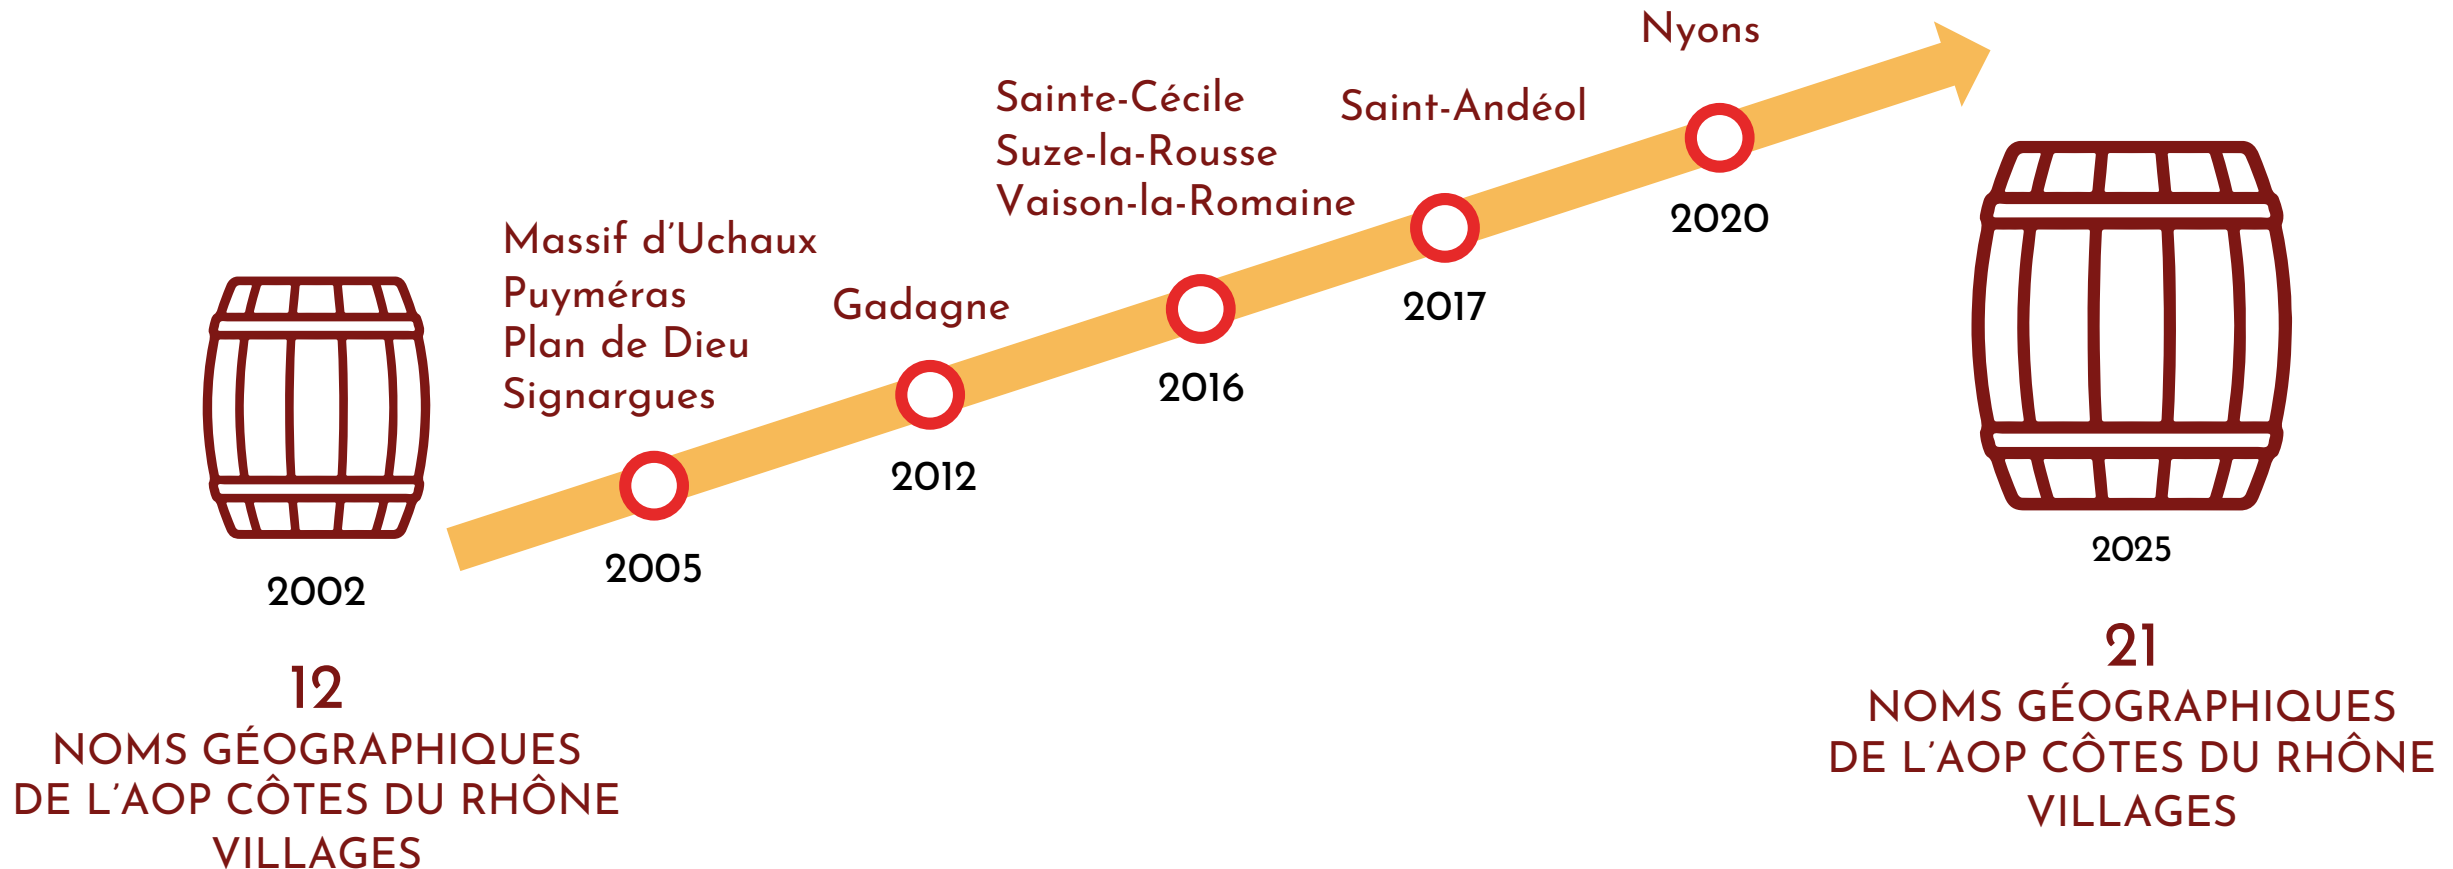 2002
12
NOMS GÉOGRAPHIQUES
DE L’AOP CÔTES DU RHÔNE
VILLAGES
Massif d’Uchaux
Puyméras
Plan de Dieu
Signargues
2005
Gadagne
2012
Sainte-Cécile
Suze-la-Rousse
Vaison-la-Romaine
2016
Saint-Andéol
2017
Nyons
2020
2025
21
NOMS GÉOGRAPHIQUES
DE L’AOP CÔTES DU RHÔNE
VILLAGES